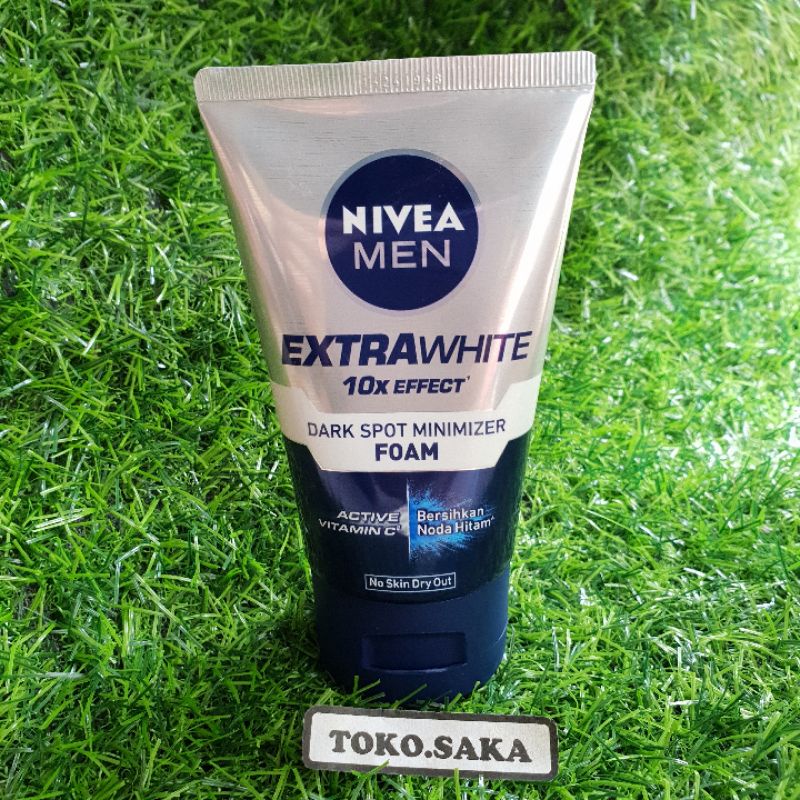 NIVEA
MEN
EXTRAWHITE
10X EFFECT¹
DARK SPOT MINIMIZER
FOAM
ACTIVE
VITAMIN C
Bersihkan
Noda Hitam
No Skin Dry Out
TOKO.SAKA